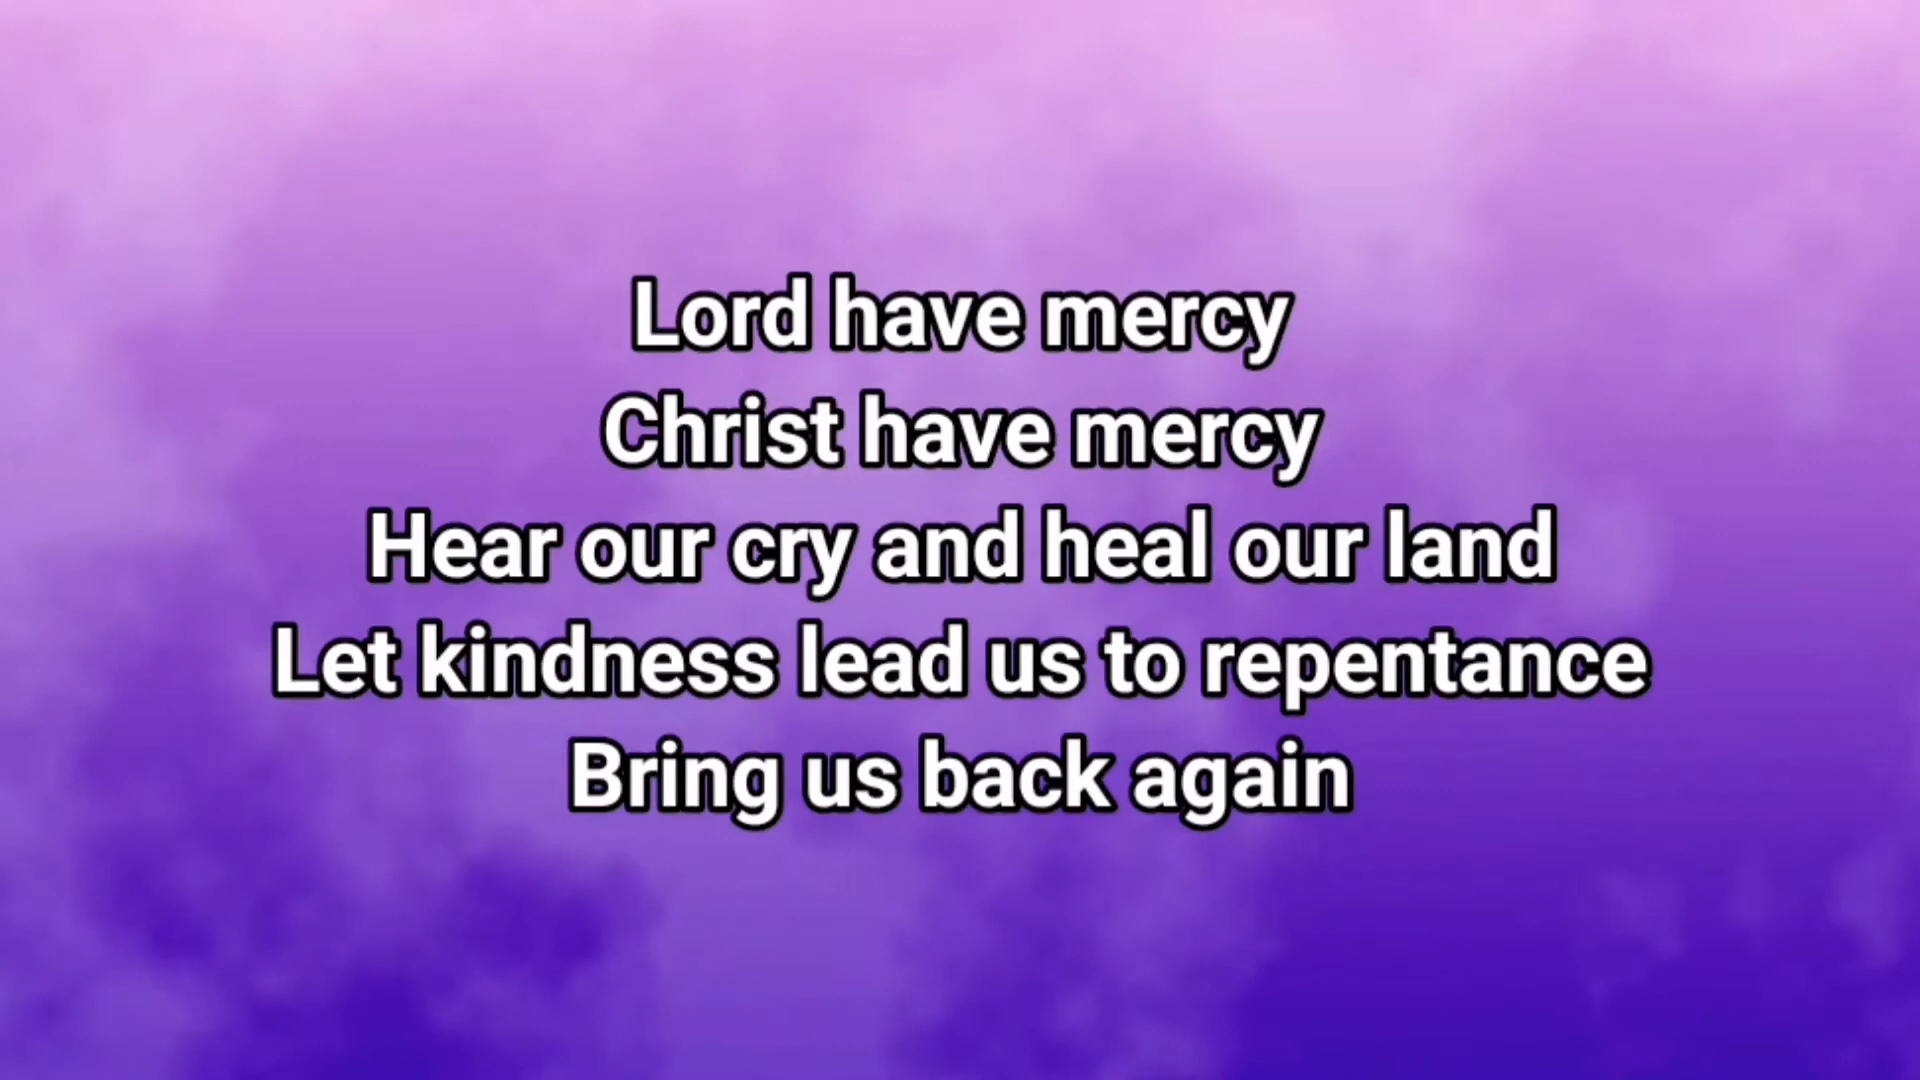 Lord have mercy
Christ have mercy
Hear our cry and heal our land
Let kindness lead us to repentance
Bring us back again